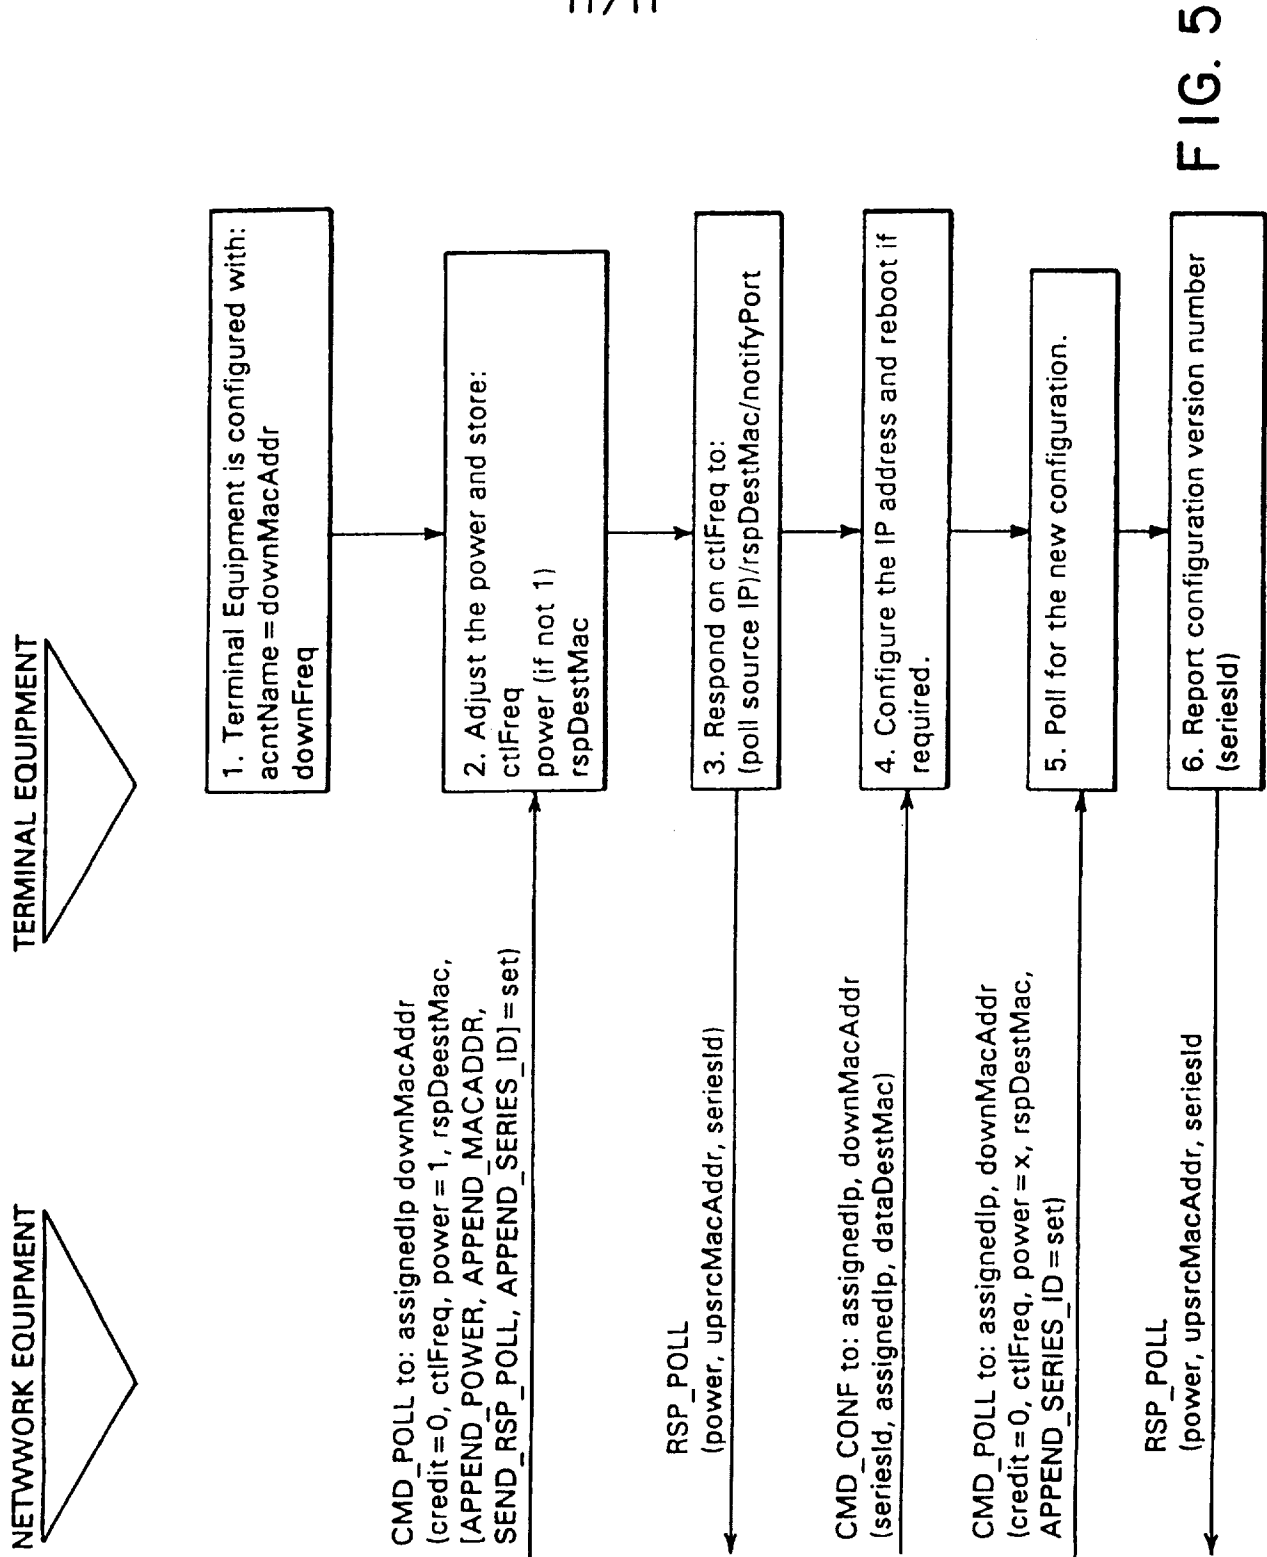 NETWWORK EQUIPMENT
TERMINAL EQUIPMENT
1. Terminal Equipment is configured with:
acntName = downMacAddr
downFreq
CMD_POLL to: assignedIp downMacAddr
(credit = 0, ctlFreq, power = 1, rspDeestMac,
[APPEND_POWER, APPEND_MACADDR,
SEND_RSP_POLL, APPEND_SERIES_ID] = set)
2. Adjust the power and store:
ctlFreq
power (if not 1)
rspDestMac
RSP_POLL
(power, upsrcMacAddr, seriesId)
3. Respond on ctlFreq to:
(poll source IP)/rspDestMac/notifyPort
CMD_CONF to: assignedIp, downMacAddr
(seriesId, assignedIp, dataDestMac)
4. Configure the IP address and reboot if
required.
CMD_POLL to: assignedIp, downMacAddr
(credit = 0, ctlFreq, power = x, rspDestMac,
APPEND_SERIES_ID = set)
5. Poll for the new configuration.
RSP_POLL
(power, upsrcMacAddr, seriesId
6. Report configuration version number
(seriesId)
FIG. 5